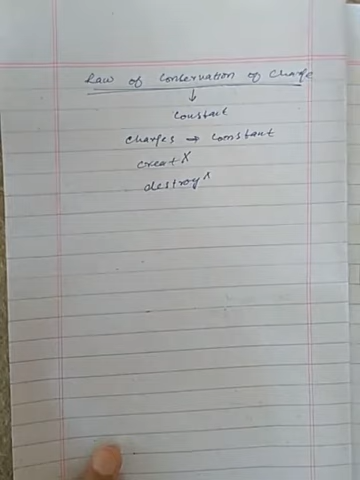 Law of Conservation of Charge
↓
Constant
Charges → Constant
creat X
destroy X